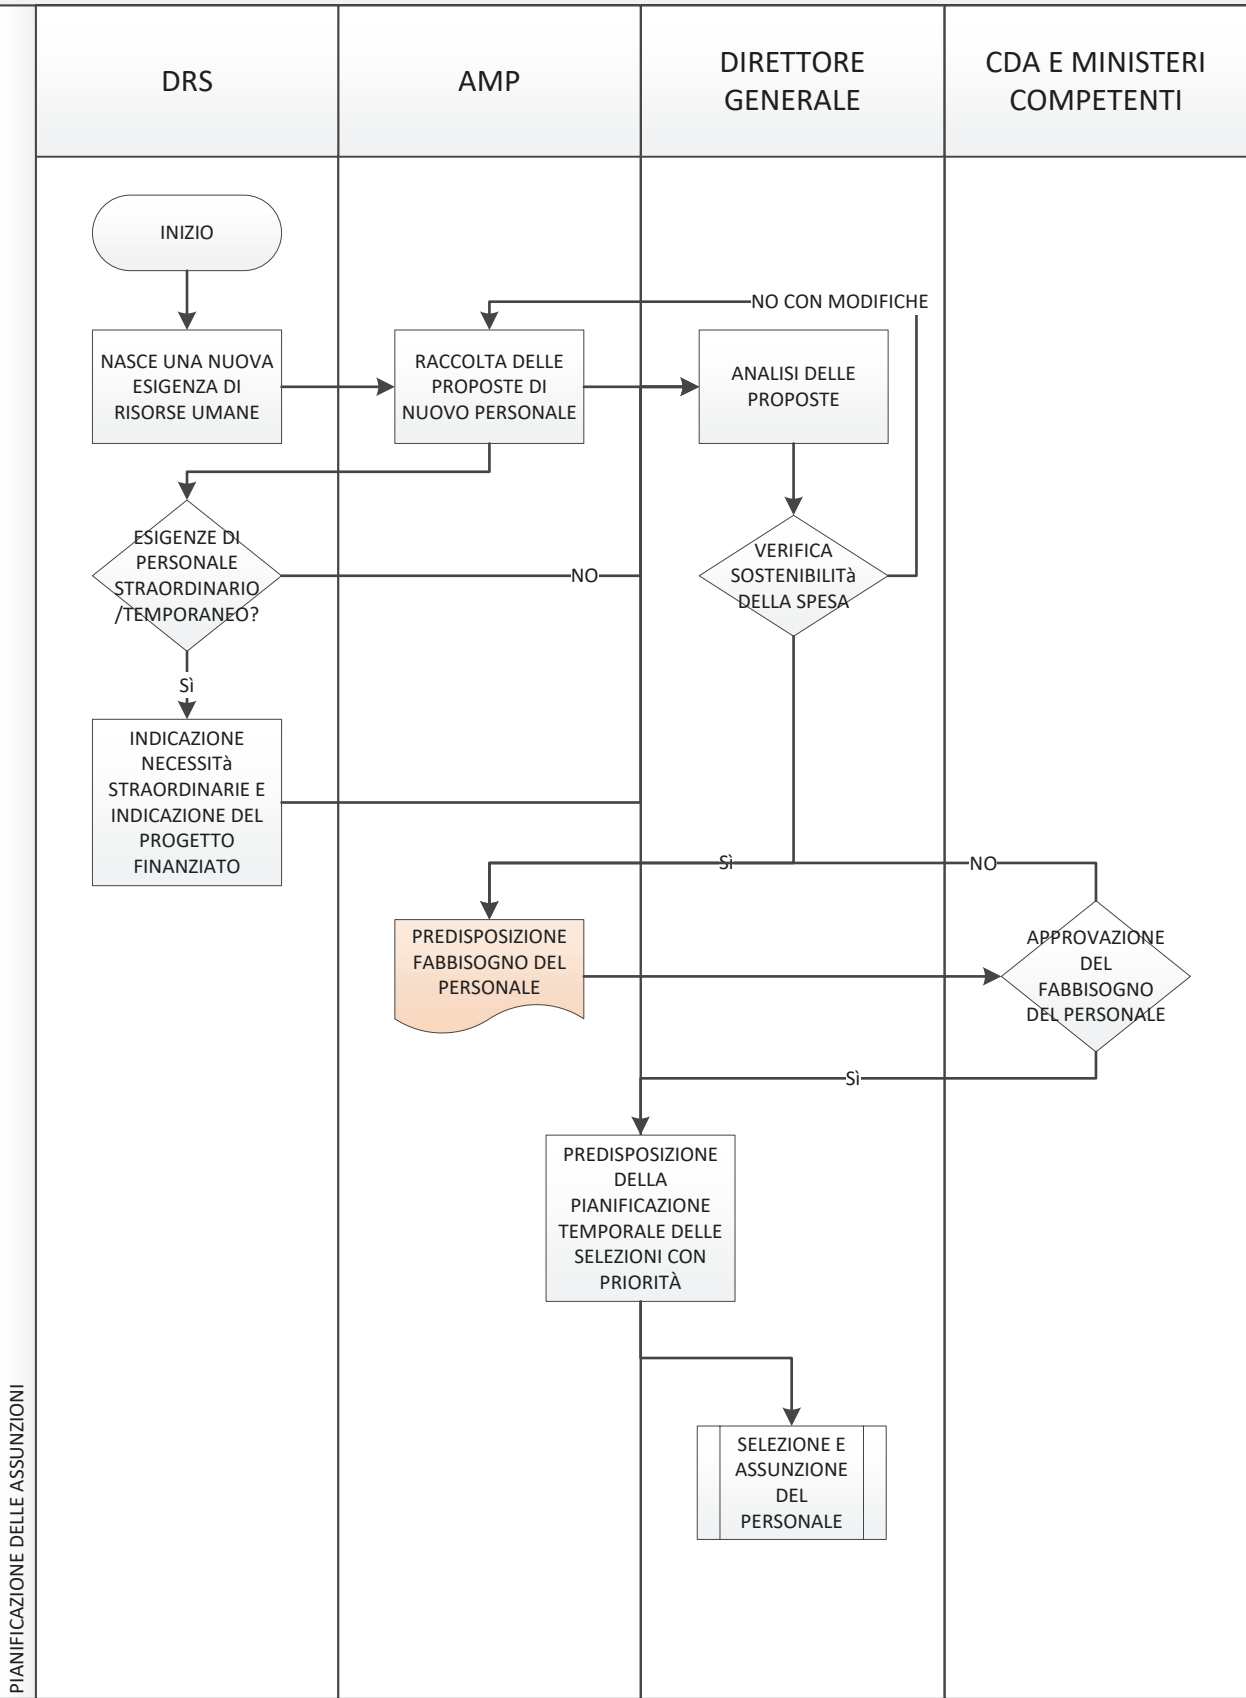 DRS
AMP
DIRETTORE
GENERALE
CDA E MINISTERI
COMPETENTI
INIZIO
NO CON MODIFICHE
NASCE UNA NUOVA
ESIGENZA DI
RISORSE UMANE
RACCOLTA DELLE
PROPOSTE DI
NUOVO PERSONALE
ANALISI DELLE
PROPOSTE
ESIGENZE DI
PERSONALE
STRAORDINARIO
/TEMPORANEO?
NO
VERIFICA
SOSTENIBILITà
DELLA SPESA
Sì
INDICAZIONE
NECESSITà
STRAORDINARIE E
INDICAZIONE DEL
PROGETTO
FINANZIATO
Sì
NO
PREDISPOSIZIONE
FABBISOGNO DEL
PERSONALE
APPROVAZIONE
DEL
FABBISOGNO
DEL PERSONALE
Sì
PREDISPOSIZIONE
DELLA
PIANIFICAZIONE
TEMPORALE DELLE
SELEZIONI CON
PRIORITÀ
SELEZIONE E
ASSUNZIONE
DEL
PERSONALE
PIANIFICAZIONE DELLE ASSUNZIONI